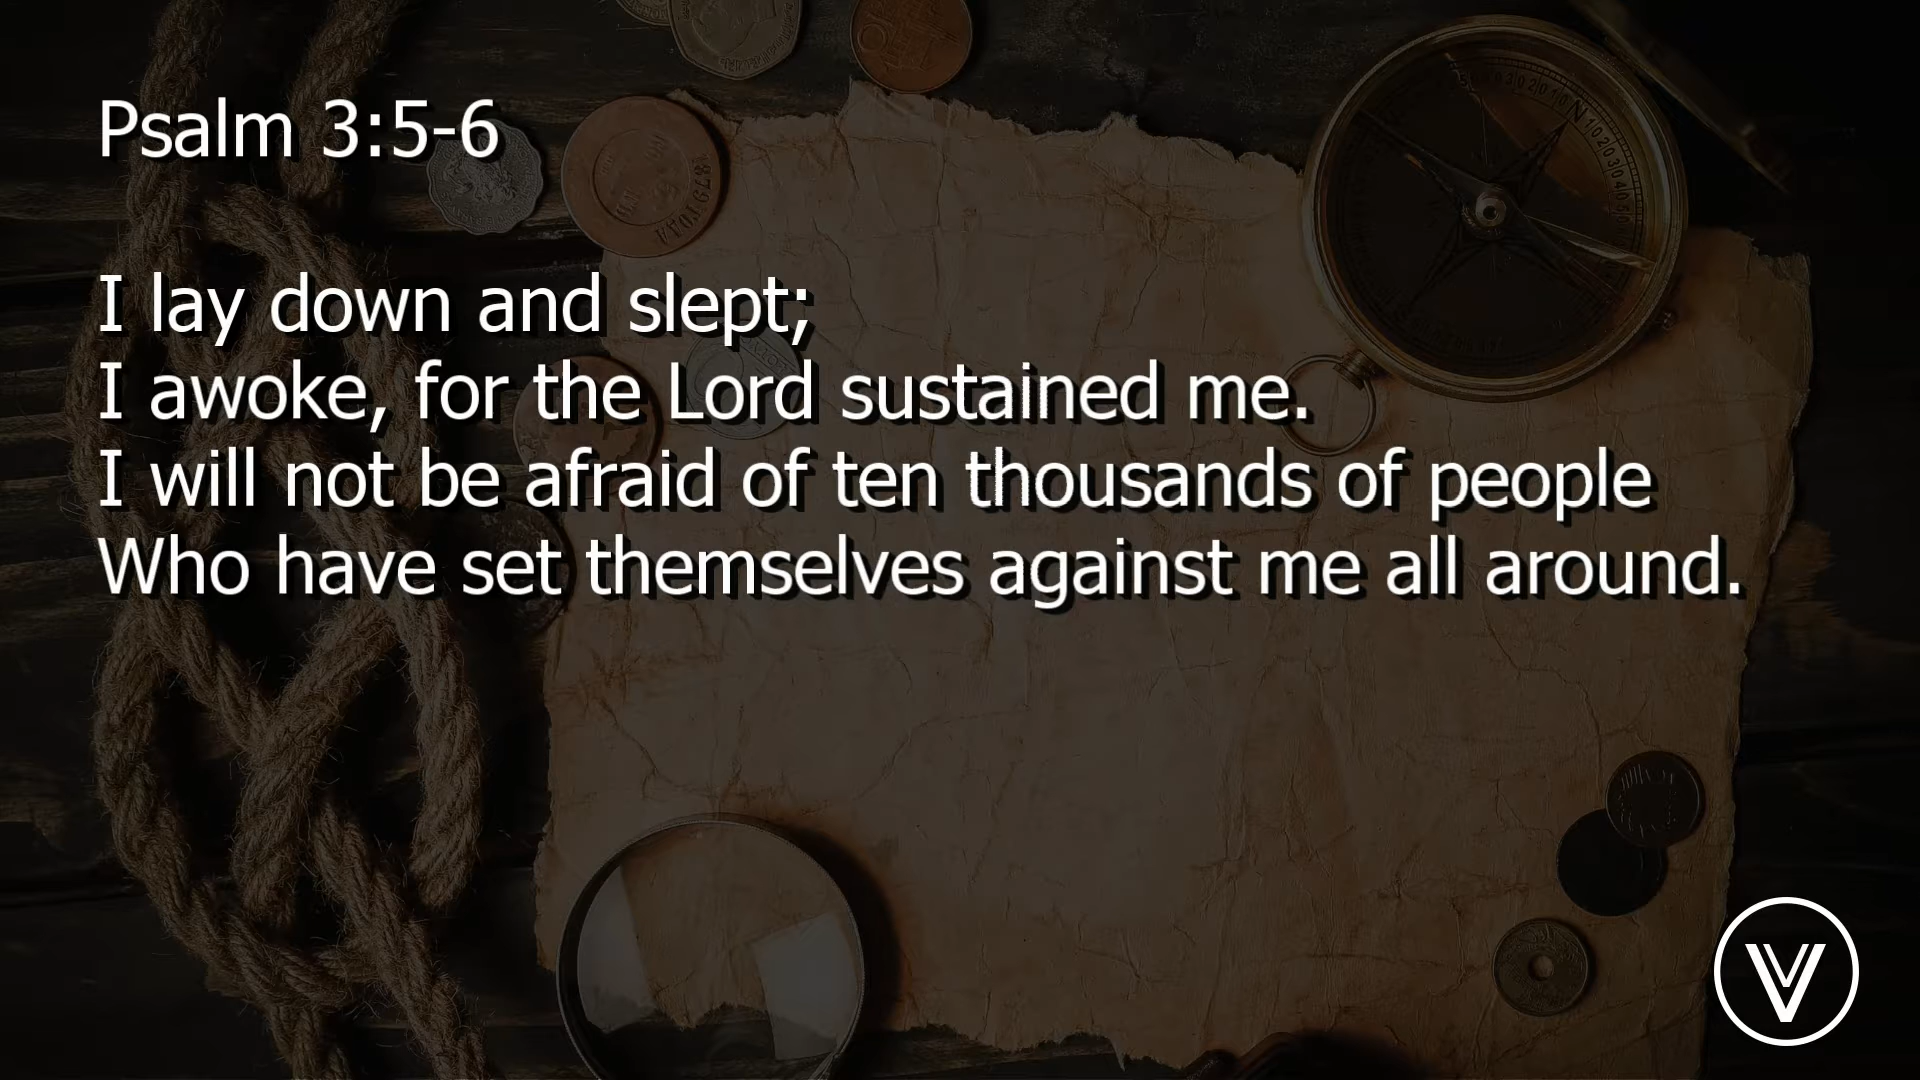 Psalm 3:5-6
I lay down and slept;
I awoke, for the Lord sustained me.
I will not be afraid of ten thousands of people
Who have set themselves against me all around.